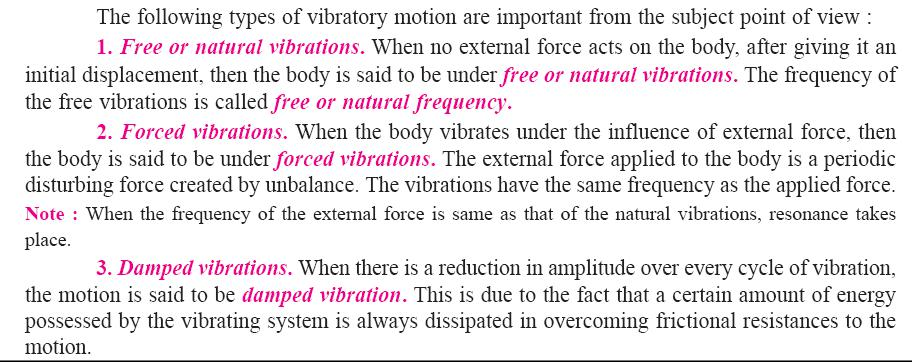 The following types of vibratory motion are important from the subject point of view :
1. Free or natural vibrations. When no external force acts on the body, after giving it an
initial displacement, then the body is said to be under free or natural vibrations. The frequency of
the free vibrations is called free or natural frequency.
2. Forced vibrations. When the body vibrates under the influence of external force, then
the body is said to be under forced vibrations. The external force applied to the body is a periodic
disturbing force created by unbalance. The vibrations have the same frequency as the applied force.
Note : When the frequency of the external force is same as that of the natural vibrations, resonance takes
place.
3. Damped vibrations. When there is a reduction in amplitude over every cycle of vibration,
the motion is said to be damped vibration. This is due to the fact that a certain amount of energy
possessed by the vibrating system is always dissipated in overcoming frictional resistances to the
motion.